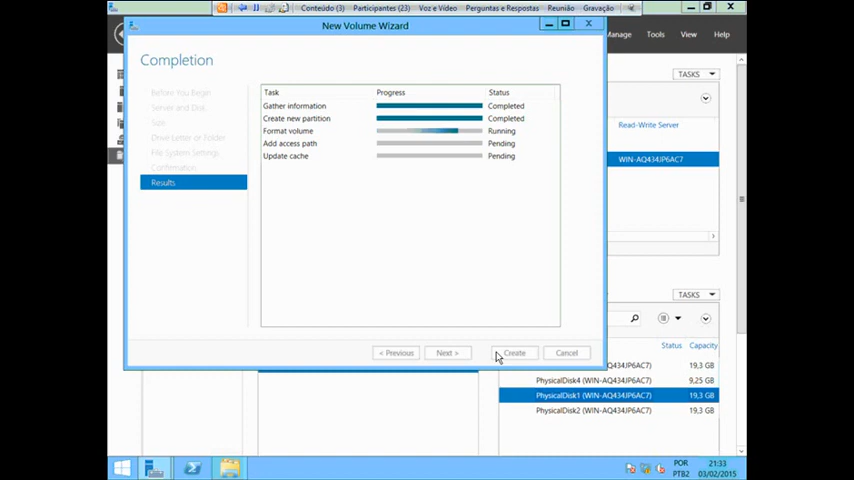 Conteúdo (3) Participantes (23) Voz e Vídeo Perguntas e Respostas Reunião Gravação
New Volume Wizard
Manage Tools View Help
Completion
TASKS
Before You Begin
Server and Disk
Size
Drive Letter or Folder
File System Settings
Confirmation
Results
Task Progress Status
Gather information Completed
Create new partition Completed
Format volume Running
Add access path Pending
Update cache Pending
Read-Write Server
WIN-AQ434JP6AC7
TASKS
Status Capacity
(WIN-AQ434JP6AC7) 19,3 GB
PhysicalDisk4 (WIN-AQ434JP6AC7) 9,25 GB
PhysicalDisk1 (WIN-AQ434JP6AC7) 19,3 GB
PhysicalDisk2 (WIN-AQ434JP6AC7) 19,3 GB
< Previous Next > Create Cancel
POR 21:33
PTB2 03/02/2015